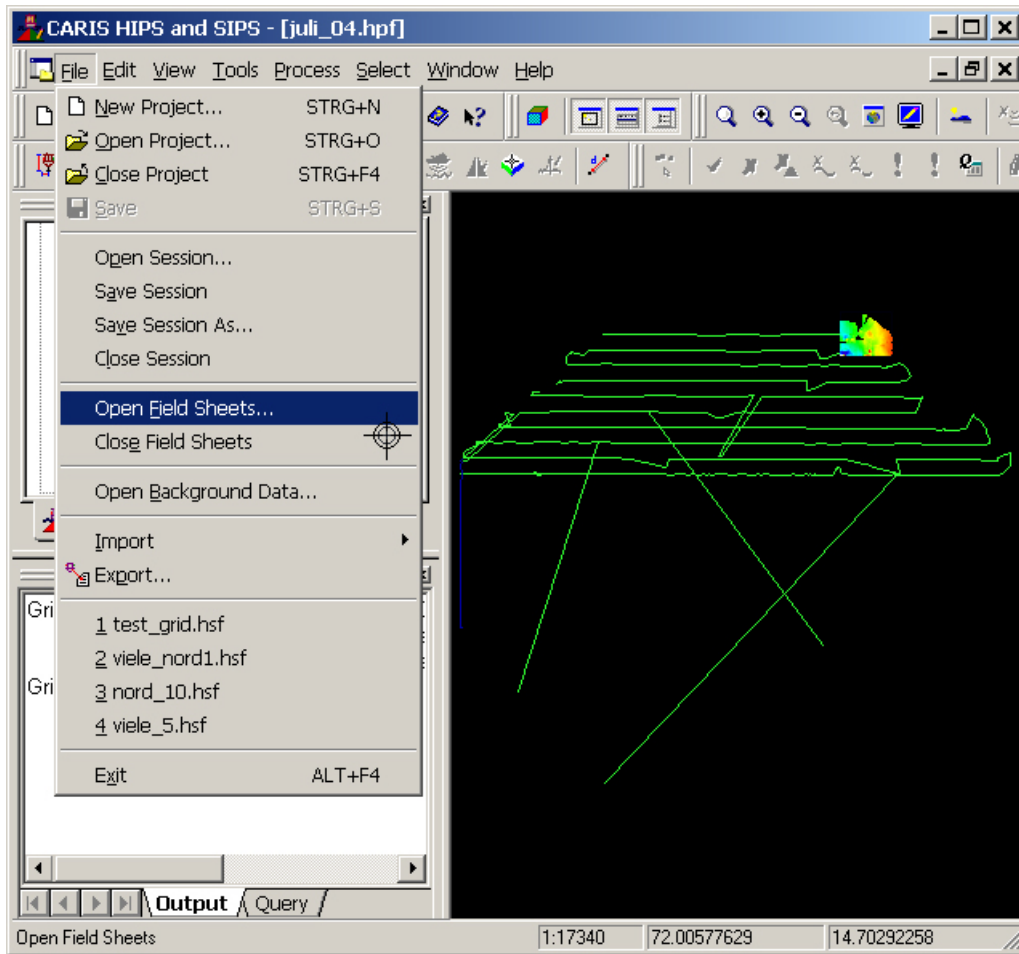 CARIS HIPS and SIPS - [juli_04.hpf]
File Edit View Tools Process Select Window Help
New Project... STRG+N
Open Project... STRG+O
Close Project STRG+F4
Save STRG+S
Open Session...
Save Session
Save Session As...
Close Session
Open Field Sheets...
Close Field Sheets
Open Background Data...
Import
Export...
1 test_grid.hsf
2 viele_nord1.hsf
3 nord_10.hsf
4 viele_5.hsf
Exit ALT+F4
Gri
Gri
Output Query
Open Field Sheets 1:17340 72.00577629 14.70292258